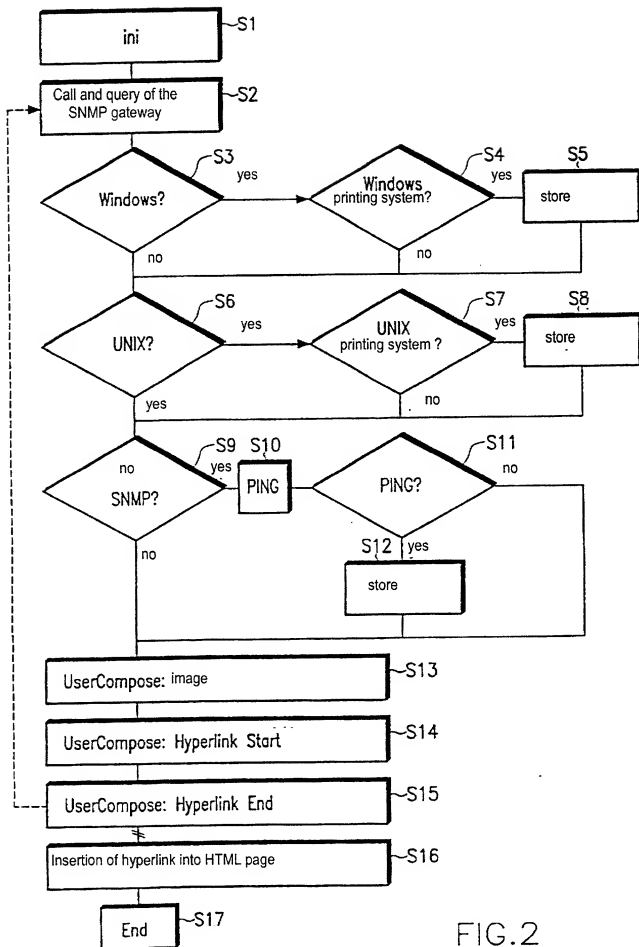 ini
S1
Call and query of the
SNMP gateway
S2
Windows?
S3
yes
no
Windows
printing system?
S4
yes
no
S5
store
UNIX?
S6
yes
yes
UNIX
printing system ?
S7
yes
no
S8
store
no
SNMP?
S9
yes
no
S10
PING
PING?
S11
no
yes
S12
store
UserCompose: image
S13
UserCompose: Hyperlink Start
S14
UserCompose: Hyperlink End
S15
Insertion of hyperlink into HTML page
S16
End
S17
FIG.2